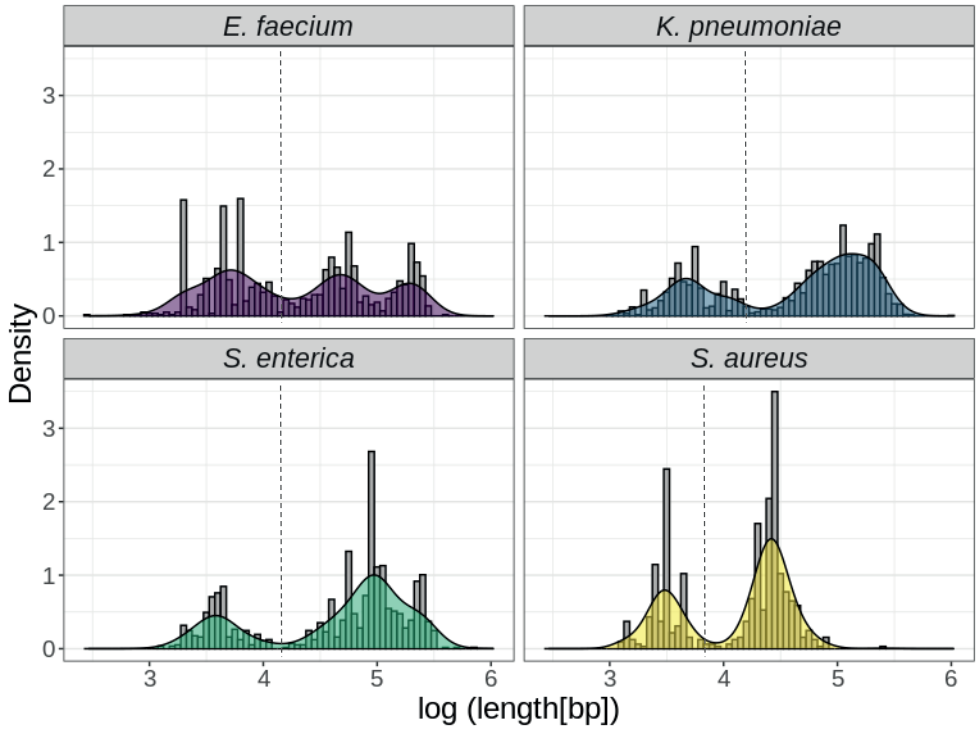 E. faecium
K. pneumoniae
3
2
1
0
S. enterica
S. aureus
3
2
1
0
Density
3 4 5 6
3 4 5 6
log (length[bp])